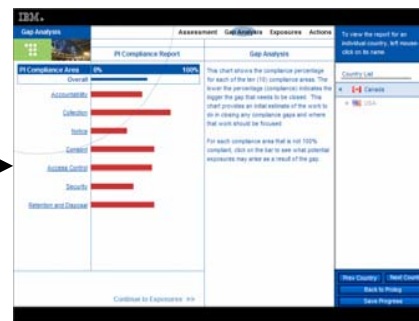 IBM.
Gap Analysis
Assessment Gap Analysis Exposures Actions
To view the report for an
individual country, left mouse
click on its name
PI Compliance Report
Gap Analysis
PI Compliance Area 0% 100%
Overall
Accountability
Collection
Notice
Consent
Access Control
Security
Retention and Disposal
This chart shows the compliance percentage
for each of the ten (10) compliance areas. The
lower the percentage (compliance) indicates the
bigger the gap that needs to be closed. This
chart provides an initial estimate of the work to
do in closing any compliance gaps and where
that work should be focused
For each compliance area that is not 100%
compliant, click on the bar to see what potential
exposures may arise as a result of the gap
Country List
Canada
USA
Continue to Exposures >>
Prev Country Next Country
Back to Prolog
Save Progress